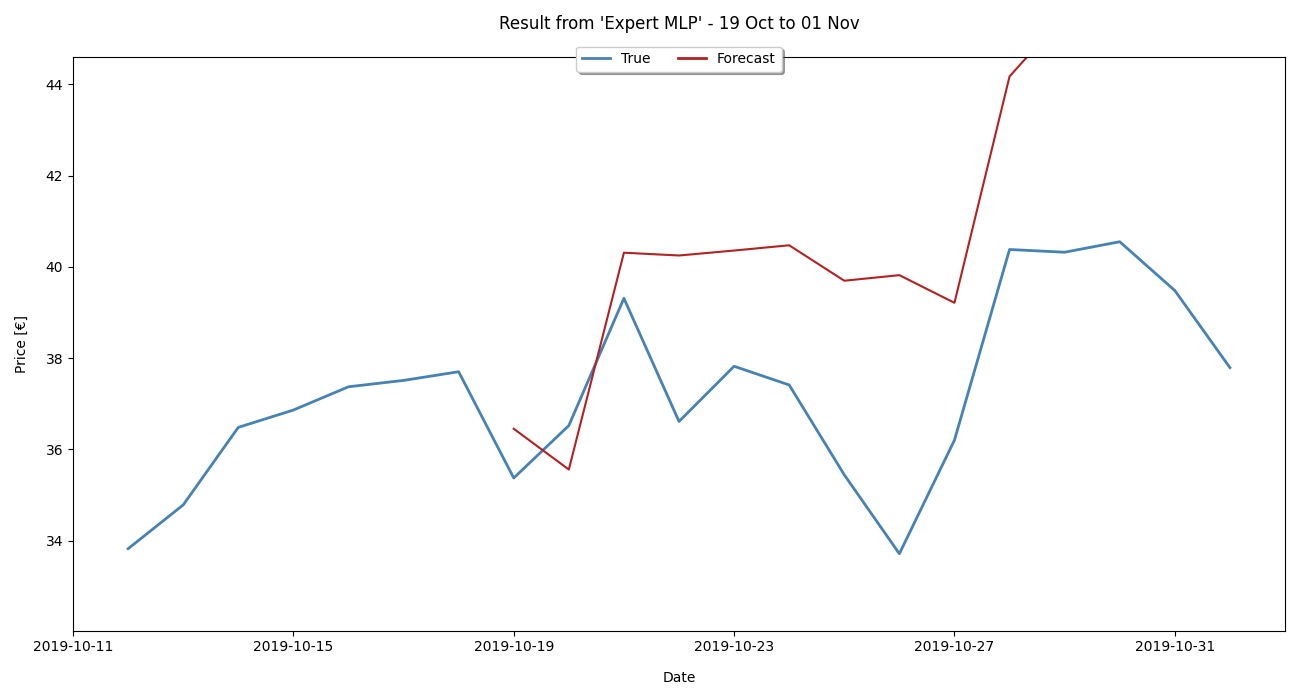 Result from 'Expert MLP' - 19 Oct to 01 Nov
True Forecast
44
42
40
38
36
34
Price [€]
2019-10-11 2019-10-15 2019-10-19 2019-10-23 2019-10-27 2019-10-31
Date